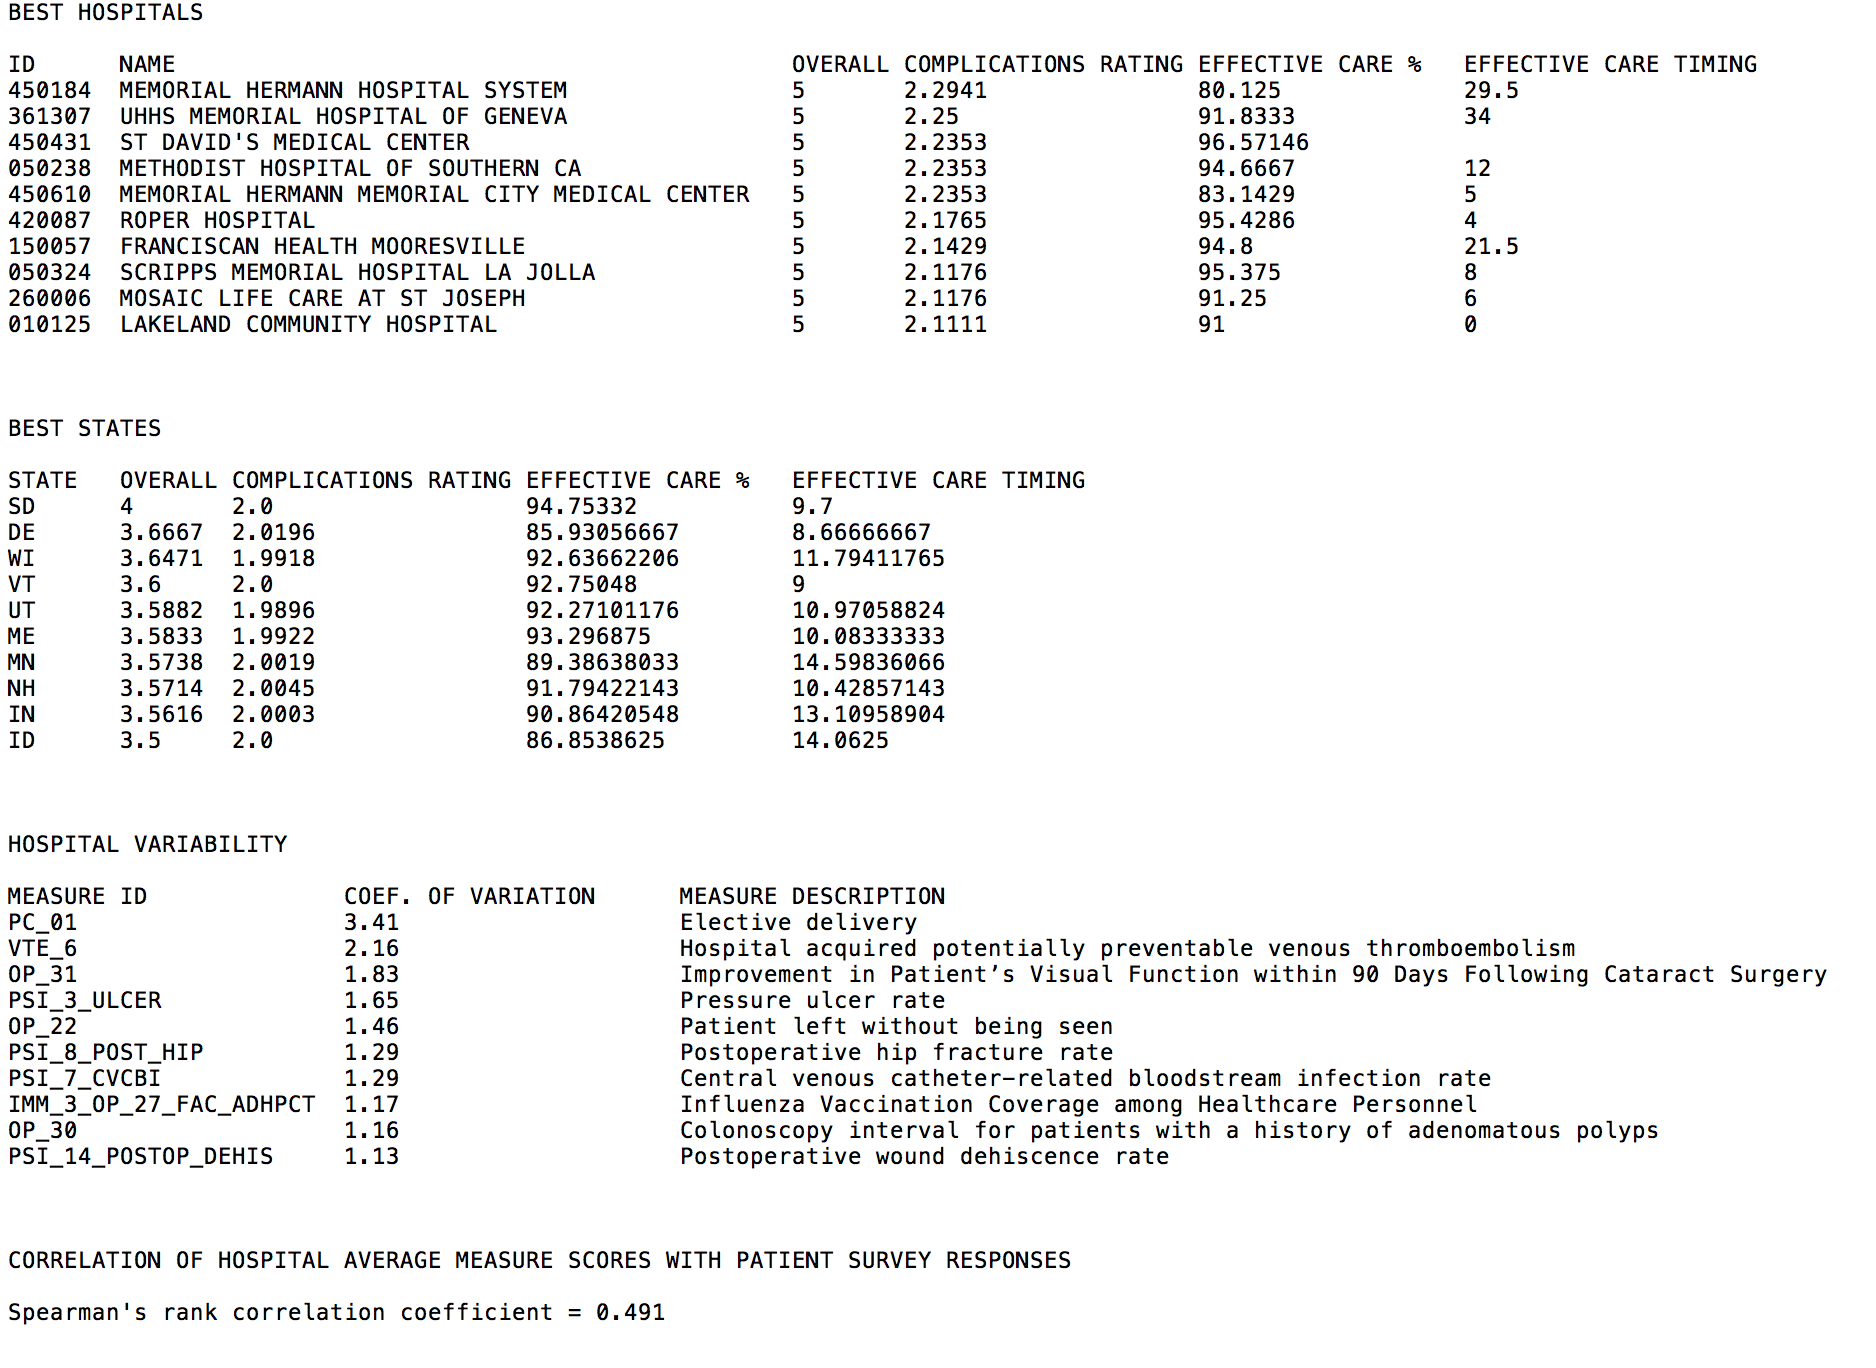 BEST HOSPITALS
ID NAME OVERALL COMPLICATIONS RATING EFFECTIVE CARE % EFFECTIVE CARE TIMING
450184 MEMORIAL HERMANN HOSPITAL SYSTEM 5 2.2941 80.125 29.5
361307 UHHS MEMORIAL HOSPITAL OF GENEVA 5 2.25 91.8333 34
450431 ST DAVID'S MEDICAL CENTER 5 2.2353 96.57146
050238 METHODIST HOSPITAL OF SOUTHERN CA 5 2.2353 94.6667 12
450610 MEMORIAL HERMANN MEMORIAL CITY MEDICAL CENTER 5 2.2353 83.1429 5
420087 ROPER HOSPITAL 5 2.1765 95.4286 4
150057 FRANCISCAN HEALTH MOORESVILLE 5 2.1429 94.8 21.5
050324 SCRIPPS MEMORIAL HOSPITAL LA JOLLA 5 2.1176 95.375 8
260006 MOSAIC LIFE CARE AT ST JOSEPH 5 2.1176 91.25 6
010125 LAKELAND COMMUNITY HOSPITAL 5 2.1111 91 0
BEST STATES
STATE OVERALL COMPLICATIONS RATING EFFECTIVE CARE % EFFECTIVE CARE TIMING
SD 4 2.0 94.75332 9.7
DE 3.6667 2.0196 85.93056667 8.66666667
WI 3.6471 1.9918 92.63662206 11.79411765
VT 3.6 2.0 92.75048 9
UT 3.5882 1.9896 92.27101176 10.97058824
ME 3.5833 1.9922 93.296875 10.08333333
MN 3.5738 2.0019 89.38638033 14.59836066
NH 3.5714 2.0045 91.79422143 10.42857143
IN 3.5616 2.0003 90.86420548 13.10958904
ID 3.5 2.0 86.8538625 14.0625
HOSPITAL VARIABILITY
MEASURE ID COEF. OF VARIATION MEASURE DESCRIPTION
PC_01 3.41 Elective delivery
VTE_6 2.16 Hospital acquired potentially preventable venous thromboembolism
OP_31 1.83 Improvement in Patient’s Visual Function within 90 Days Following Cataract Surgery
PSI_3_ULCER 1.65 Pressure ulcer rate
OP_22 1.46 Patient left without being seen
PSI_8_POST_HIP 1.29 Postoperative hip fracture rate
PSI_7_CVCBI 1.29 Central venous catheter-related bloodstream infection rate
IMM_3_OP_27_FAC_ADHPCT 1.17 Influenza Vaccination Coverage among Healthcare Personnel
OP_30 1.16 Colonoscopy interval for patients with a history of adenomatous polyps
PSI_14_POSTOP_DEHIS 1.13 Postoperative wound dehiscence rate
CORRELATION OF HOSPITAL AVERAGE MEASURE SCORES WITH PATIENT SURVEY RESPONSES
Spearman's rank correlation coefficient = 0.491